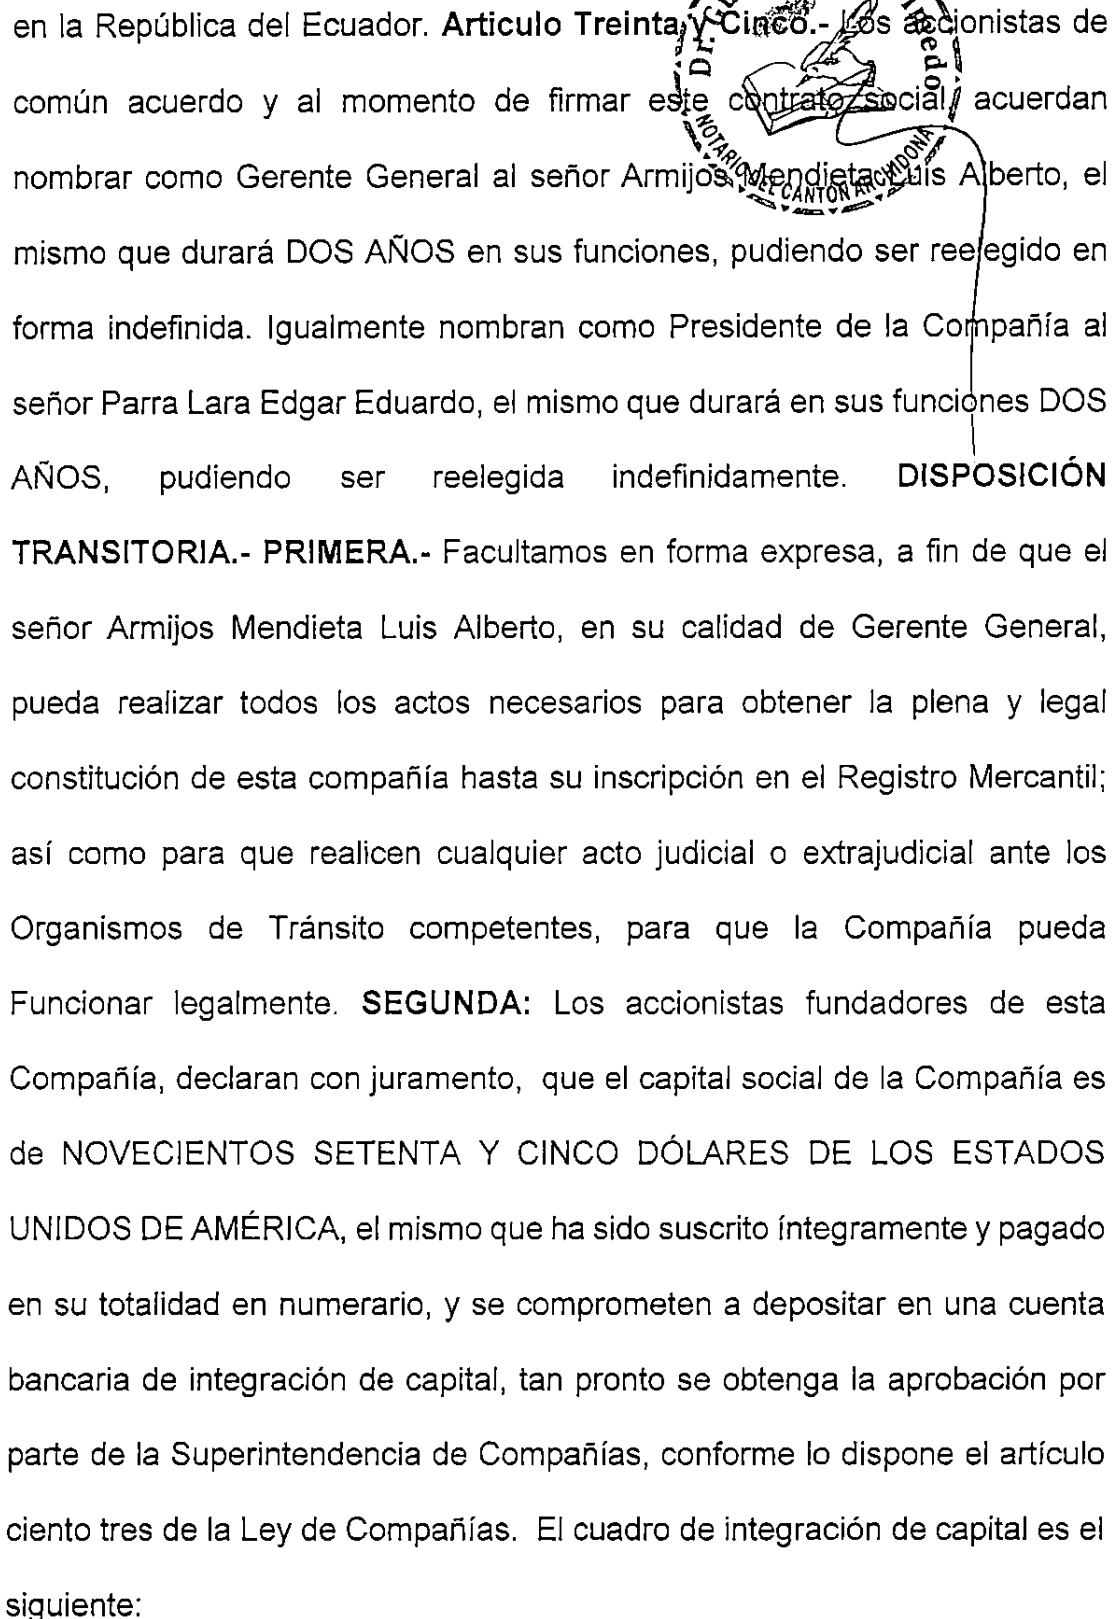 en la República del Ecuador. Articulo Treinta y Cinco.- Los accionistas de
común acuerdo y al momento de firmar este contrato social, acuerdan
nombrar como Gerente General al señor Armijos Mendieta Luis Alberto, el
mismo que durará DOS AÑOS en sus funciones, pudiendo ser reelegido en
forma indefinida. Igualmente nombran como Presidente de la Compañía al
señor Parra Lara Edgar Eduardo, el mismo que durará en sus funciones DOS
AÑOS, pudiendo ser reelegida indefinidamente. DISPOSICIÓN
TRANSITORIA.- PRIMERA.- Facultamos en forma expresa, a fin de que el
señor Armijos Mendieta Luis Alberto, en su calidad de Gerente General,
pueda realizar todos los actos necesarios para obtener la plena y legal
constitución de esta compañía hasta su inscripción en el Registro Mercantil;
así como para que realicen cualquier acto judicial o extrajudicial ante los
Organismos de Tránsito competentes, para que la Compañía pueda
Funcionar legalmente. SEGUNDA: Los accionistas fundadores de esta
Compañía, declaran con juramento, que el capital social de la Compañía es
de NOVECIENTOS SETENTA Y CINCO DÓLARES DE LOS ESTADOS
UNIDOS DE AMÉRICA, el mismo que ha sido suscrito íntegramente y pagado
en su totalidad en numerario, y se comprometen a depositar en una cuenta
bancaria de integración de capital, tan pronto se obtenga la aprobación por
parte de la Superintendencia de Compañías, conforme lo dispone el artículo
ciento tres de la Ley de Compañías. El cuadro de integración de capital es el
siguiente:
Dr.
NOTARIO DEL CANTON ARCHIDONA